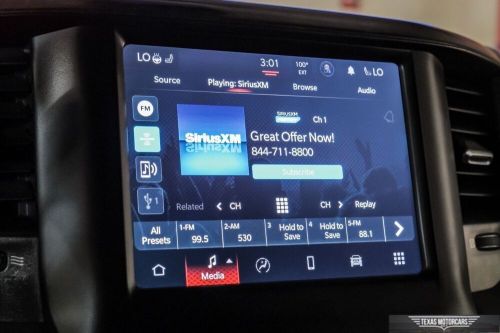 LO 3:01 100° EXT LO
Source Playing: SiriusXM Browse Audio
FM
SIRIUSXM Ch 1
Great Offer Now!
SiriusXM
844-711-8800
Subscribe
1
Related CH CH Replay
All Presets
1-FM 99.5
2-AM 530
3 Hold to Save
4 Hold to Save
5-FM 88.1
Media
TEXAS MOTORCARS